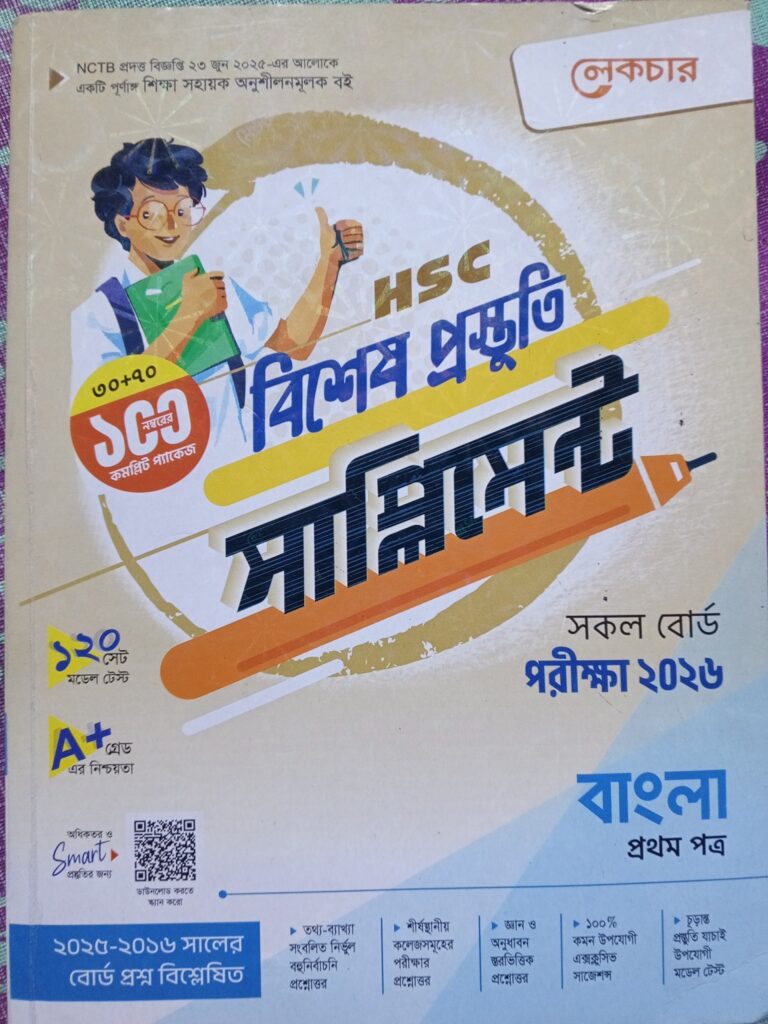 NCTB প্রদত্ত বিজ্ঞপ্তি ২৩ জুন ২০২৫-এর আলোকে
একটি পূর্ণাঙ্গ শিক্ষা সহায়ক অনুশীলনমূলক বই
লেকচার
HSC
বিশেষ প্রস্তুতি
সাপ্লিমেন্ট
৩০+৭০
১০০
নম্বরের
কমপ্লিট প্যাকেজ
সকল বোর্ড
পরীক্ষা ২০২৬
১২০ সেট
মডেল টেস্ট
A+ গ্রেড
এর নিশ্চয়তা
বাংলা
প্রথম পত্র
অধিকতর ও
Smart
প্রস্তুতির জন্য
ডাউনলোড করতে
স্ক্যান করো
২০২৫-২০১৬ সালের
বোর্ড প্রশ্ন বিশ্লেষিত
তথ্য-ব্যাখ্যা
সংবলিত নির্ভুল
বহুনির্বাচনি
প্রশ্নোত্তর
শীর্ষস্থানীয়
কলেজসমূহের
পরীক্ষার
প্রশ্নোত্তর
জ্ঞান ও
অনুধাবন
স্তরভিত্তিক
প্রশ্নোত্তর
১০০%
কমন উপযোগী
এক্সক্লুসিভ
সাজেশন্স
চূড়ান্ত
প্রস্তুতি যাচাই
উপযোগী
মডেল টেস্ট